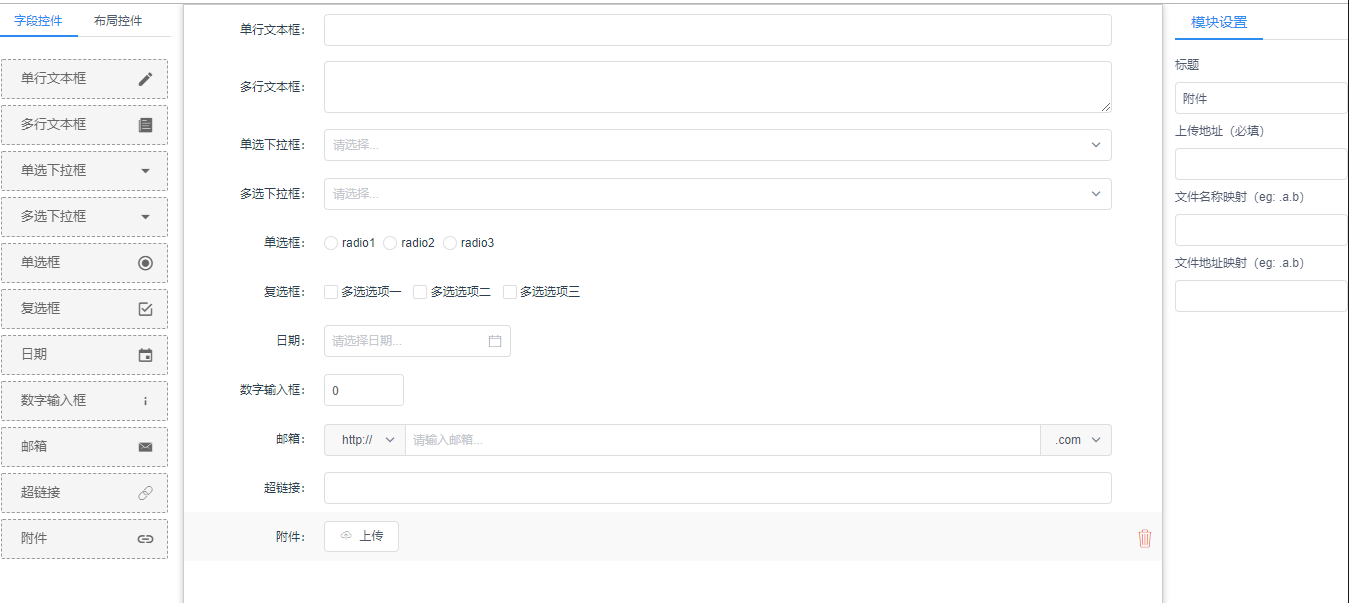 字段控件 布局控件
单行文本框
多行文本框
单选下拉框
多选下拉框
单选框
复选框
日期
数字输入框
邮箱
超链接
附件
单行文本框:
多行文本框:
单选下拉框: 请选择...
多选下拉框: 请选择...
单选框: radio1 radio2 radio3
复选框: 多选选项一 多选选项二 多选选项三
日期: 请选择日期...
数字输入框: 0
邮箱: http:// 请输入邮箱... .com
超链接:
附件: 上传
模块设置
标题
附件
上传地址（必填）
文件名称映射（eg: .a.b）
文件地址映射（eg: .a.b）